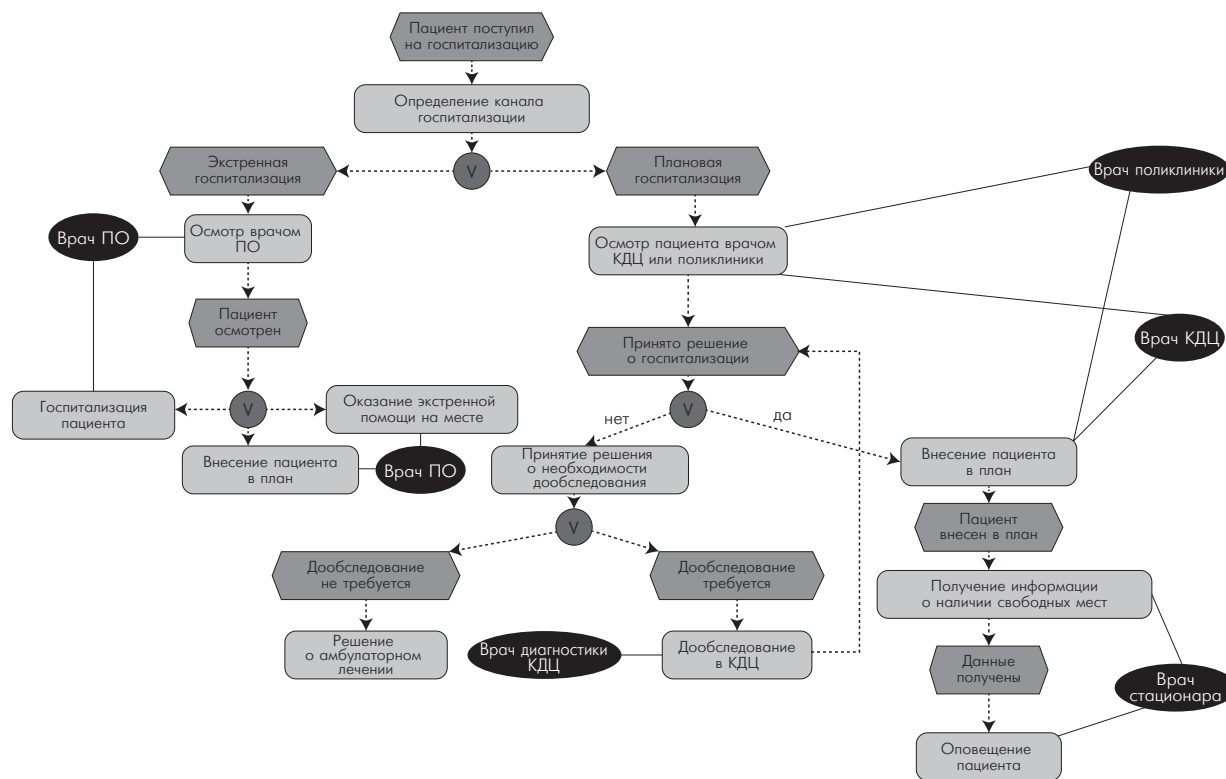 Пациент поступил
на госпитализацию
Определение канала
госпитализации
Экстренная
госпитализация
V
Плановая
госпитализация
Врач поликлиники
Врач ПО
Осмотр врачом
ПО
Осмотр пациента врачом
КДЦ или поликлиники
Пациент
осмотрен
Принято решение
о госпитализации
Врач КДЦ
Госпитализация
пациента
V
Оказание экстренной
помощи на месте
V
нет
да
Внесение пациента
в план
Врач ПО
Принятие решения
о необходимости
дообследования
Внесение пациента
в план
V
Пациент
внесен в план
Дообследование
не требуется
Дообследование
требуется
Получение информации
о наличии свободных мест
Решение
о амбулаторном
лечении
Врач диагностики
КДЦ
Дообследование
в КДЦ
Данные
получены
Врач
стационара
Оповещение
пациента